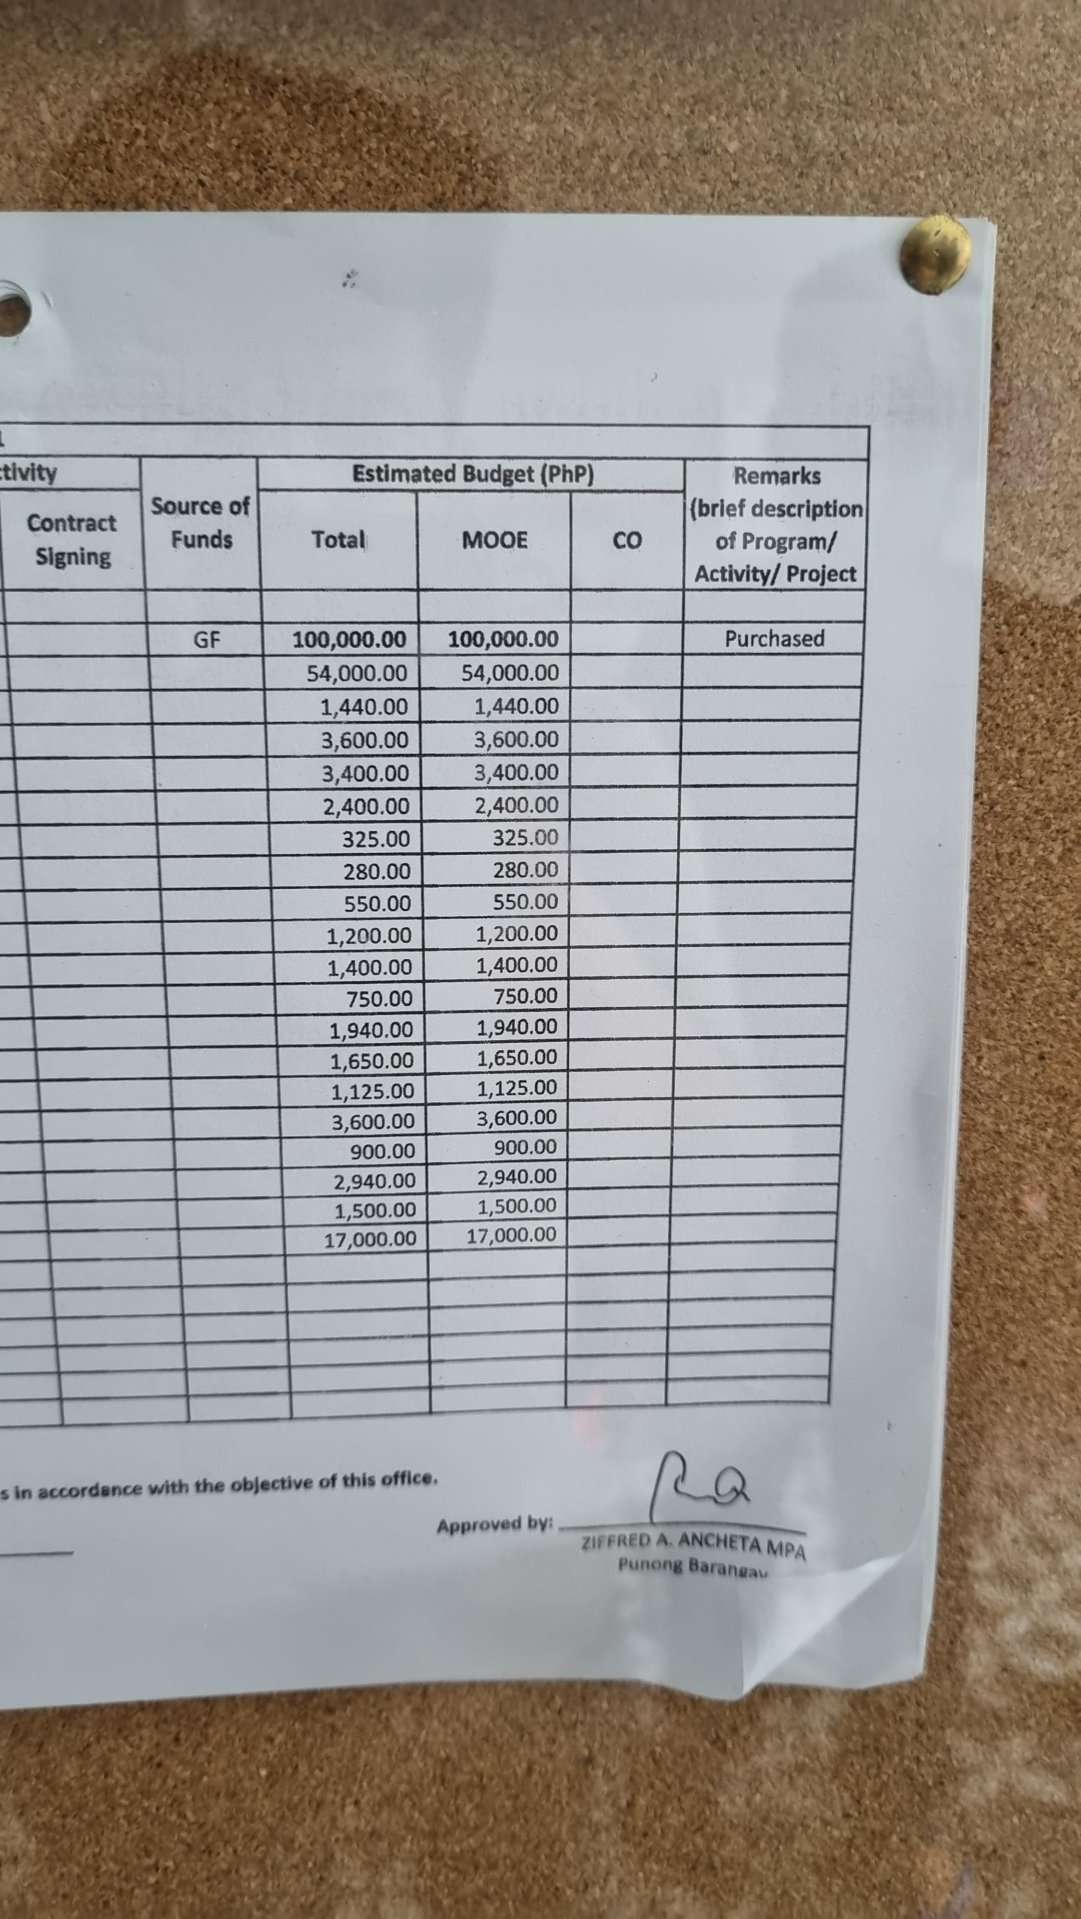 Estimated Budget (PhP)
Contract Signing
Source of Funds
Total
MOOE
CO
Remarks
(brief description
of Program/
Activity/ Project
GF 100,000.00 100,000.00 Purchased
54,000.00 54,000.00
1,440.00 1,440.00
3,600.00 3,600.00
3,400.00 3,400.00
2,400.00 2,400.00
325.00 325.00
280.00 280.00
550.00 550.00
1,200.00 1,200.00
1,400.00 1,400.00
750.00 750.00
1,940.00 1,940.00
1,650.00 1,650.00
1,125.00 1,125.00
3,600.00 3,600.00
900.00 900.00
2,940.00 2,940.00
1,500.00 1,500.00
17,000.00 17,000.00
in accordance with the objective of this office.
Approved by:
ZIFFRED A. ANCHETA MPA
Punong Barangay